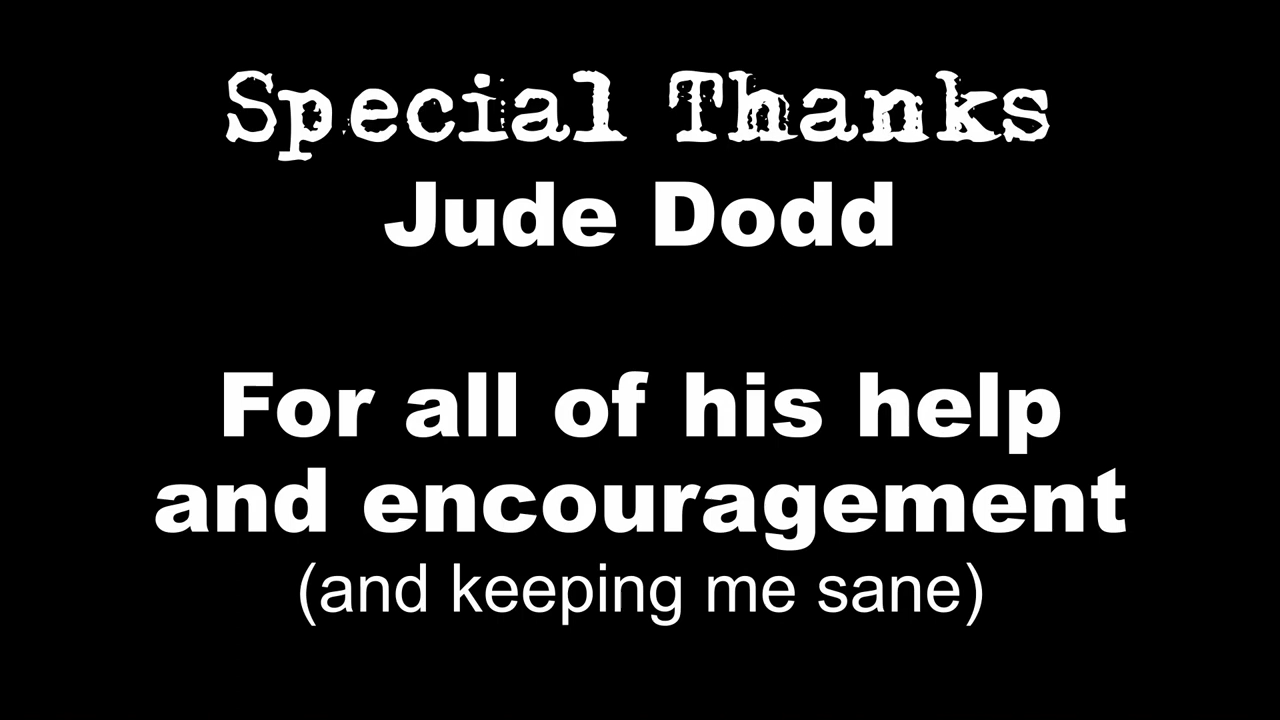 Special Thanks
Jude Dodd
For all of his help
and encouragement
(and keeping me sane)